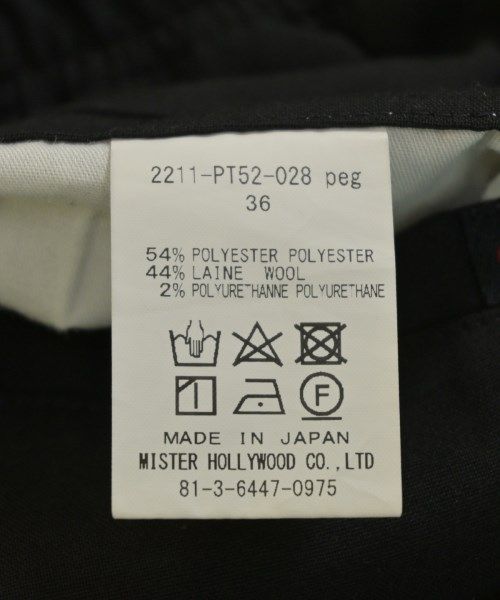 2211-PT52-028 peg
36
54% POLYESTER POLYESTER
44% LAINE WOOL
2% POLYURETHANNE POLYURETHANE
F
MADE IN JAPAN
MISTER HOLLYWOOD CO.,LTD
81-3-6447-0975